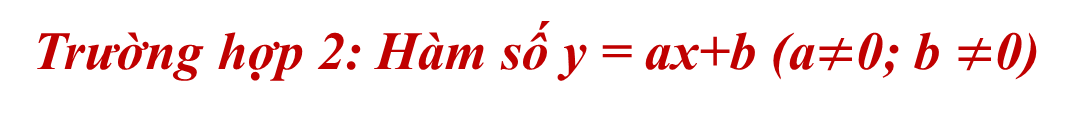 Trường hợp 2: Hàm số y = ax+b (a≠0; b ≠0)